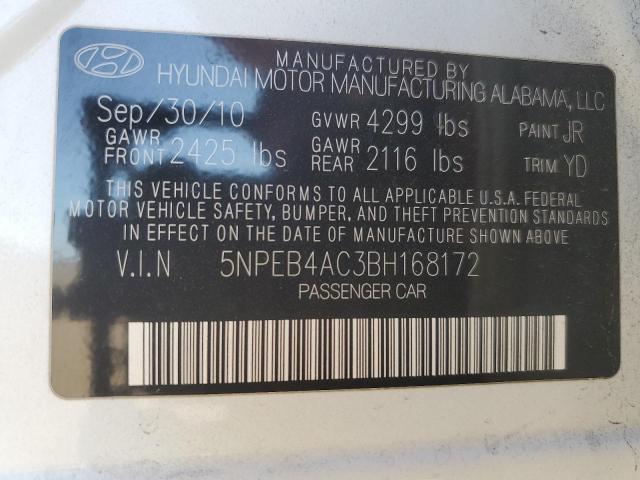 MANUFACTURED BY
HYUNDAI MOTOR MANUFACTURING ALABAMA, LLC
Sep/30/10 GVWR 4299 lbs PAINT JR
GAWR FRONT 2425 lbs GAWR REAR 2116 lbs TRIM YD
THIS VEHICLE CONFORMS TO ALL APPLICABLE U.S.A. FEDERAL
MOTOR VEHICLE SAFETY, BUMPER, AND THEFT PREVENTION STANDARDS
IN EFFECT ON THE DATE OF MANUFACTURE SHOWN ABOVE.
V.I.N 5NPEB4AC3BH168172
PASSENGER CAR